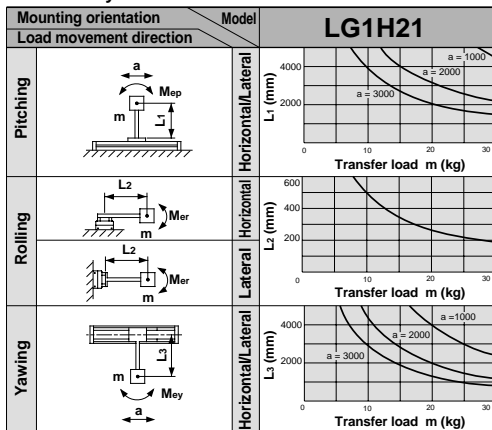 Mounting orientation
Model
Load movement direction
LG1H21
Pitching
a
Mep
m
L1
Horizontal/Lateral
L1 (mm)
4000
2000
a = 1000
a = 2000
a = 3000
0
10
20
30
Transfer load m (kg)
Rolling
L2
Mer
m
Horizontal
L2
Mer
m
Lateral
L2 (mm)
600
400
200
0
10
20
30
Transfer load m (kg)
Yawing
L3
m
Mey
a
Horizontal/Lateral
L3 (mm)
4000
2000
a =1000
a = 2000
a = 3000
0
10
20
30
Transfer load m (kg)